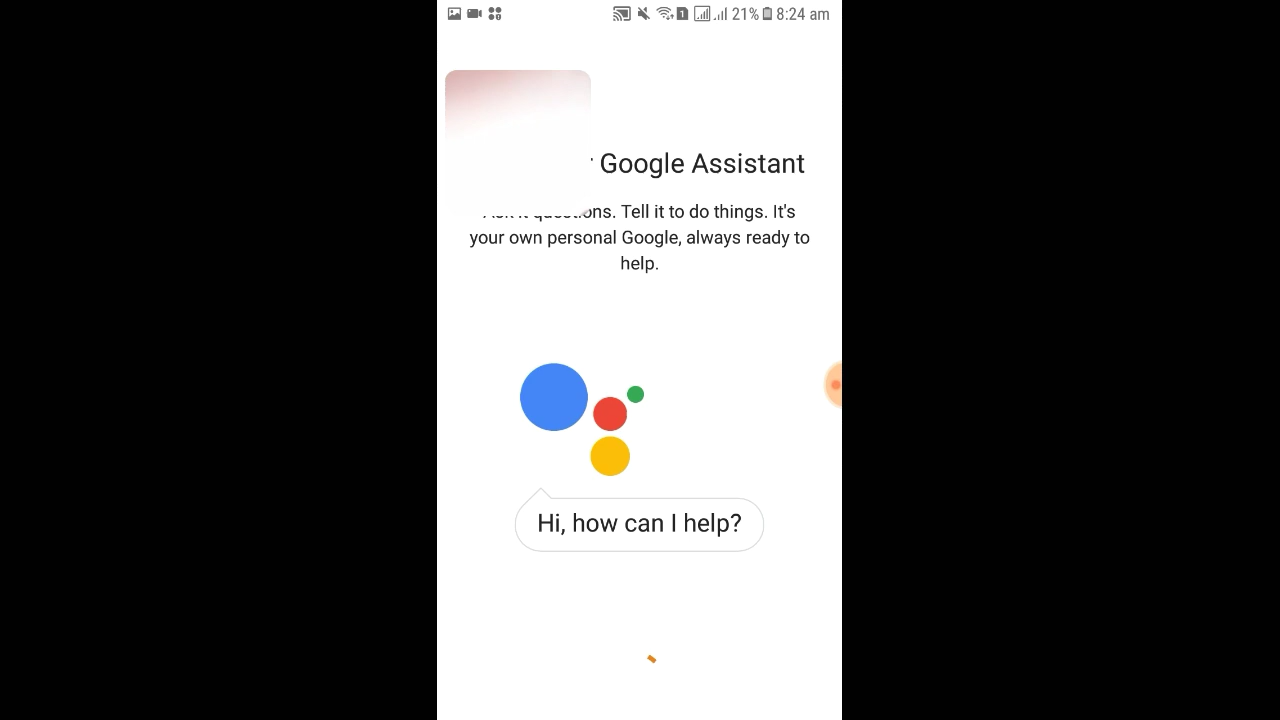 21% 8:24 am
Google Assistant
questions. Tell it to do things. It's
your own personal Google, always ready to
help.
Hi, how can I help?